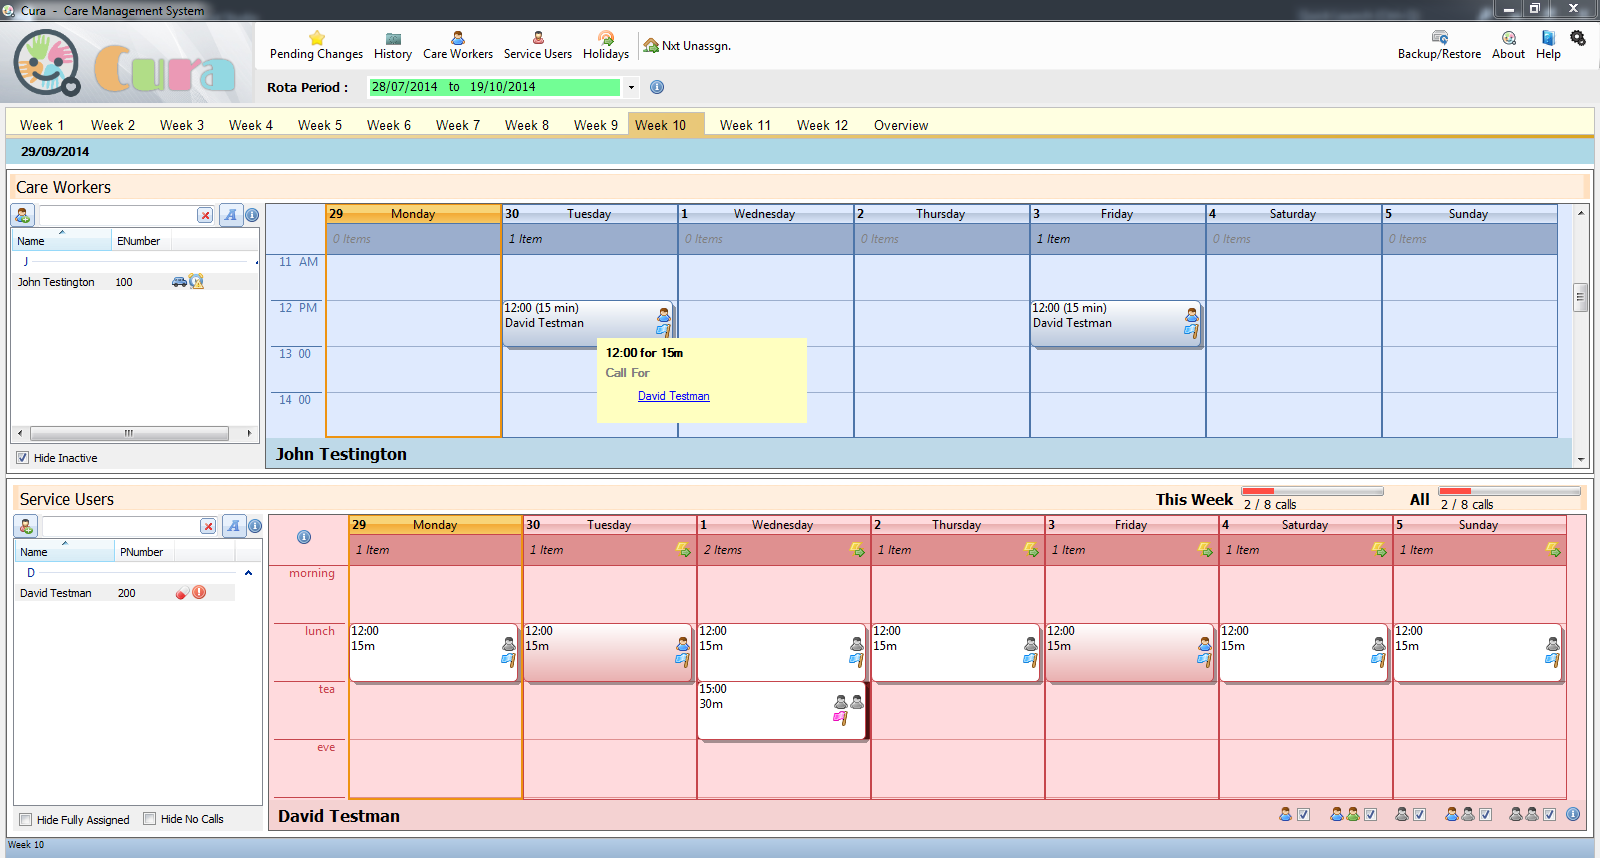 Cura - Care Management System
Cura
Pending Changes
History
Care Workers
Service Users
Holidays
Nxt Unassgn.
Backup/Restore
About
Help
Rota Period :
28/07/2014 to 19/10/2014
Week 1
Week 2
Week 3
Week 4
Week 5
Week 6
Week 7
Week 8
Week 9
Week 10
Week 11
Week 12
Overview
29/09/2014
Care Workers
A
Name
ENumber
J
John Testington
100
Hide Inactive
29 Monday
30 Tuesday
1 Wednesday
2 Thursday
3 Friday
4 Saturday
5 Sunday
0 Items
1 Item
0 Items
0 Items
1 Item
0 Items
0 Items
11 AM
12 PM
13 00
14 00
12:00 (15 min)
David Testman
12:00 (15 min)
David Testman
12:00 for 15m
Call For
David Testman
John Testington
Service Users
This Week
2 / 8 calls
All
2 / 8 calls
A
Name
PNumber
D
David Testman
200
Hide Fully Assigned
Hide No Calls
29 Monday
30 Tuesday
1 Wednesday
2 Thursday
3 Friday
4 Saturday
5 Sunday
1 Item
1 Item
2 Items
1 Item
1 Item
1 Item
1 Item
morning
lunch
tea
eve
12:00
15m
12:00
15m
12:00
15m
12:00
15m
12:00
15m
12:00
15m
12:00
15m
15:00
30m
David Testman
Week 10